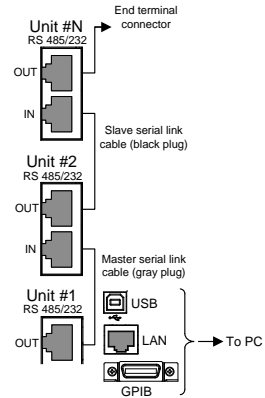 End terminal
connector
Unit #N
RS 485/232
OUT
IN
Slave serial link
cable (black plug)
Unit #2
RS 485/232
OUT
IN
Master serial link
cable (gray plug)
Unit #1
RS 485/232
OUT
USB
LAN
To PC
GPIB